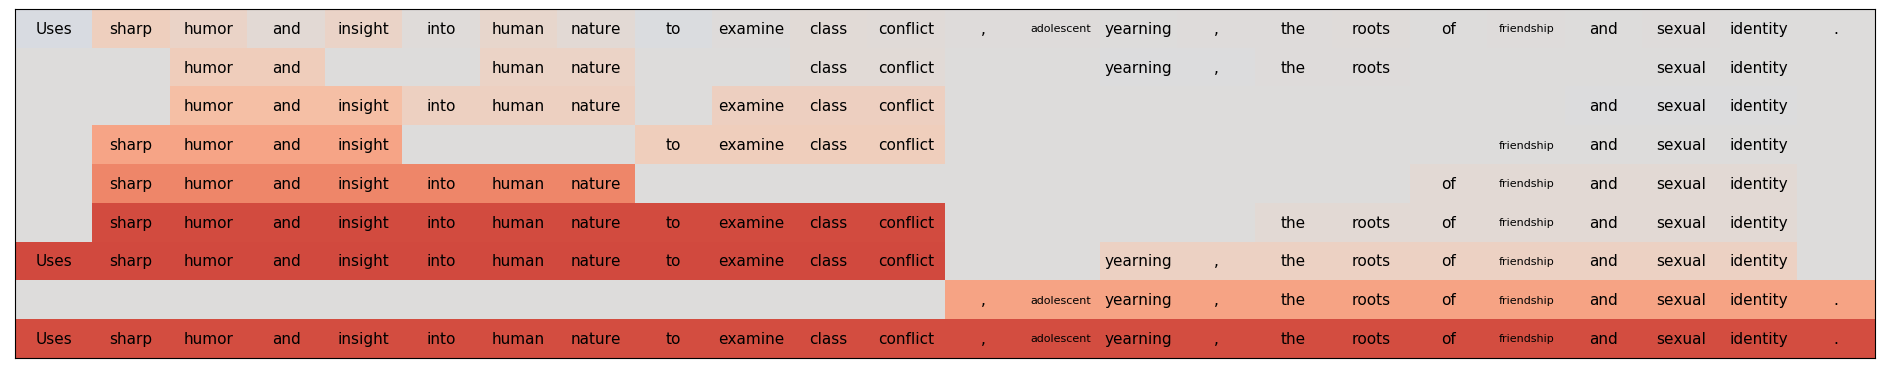 Uses sharp humor and insight into human nature to examine class conflict , adolescent yearning , the roots of friendship and sexual identity .
humor and human nature class conflict yearning , the roots sexual identity
humor and insight into human nature examine class conflict and sexual identity
sharp humor and insight to examine class conflict friendship and sexual identity
sharp humor and insight into human nature of friendship and sexual identity
sharp humor and insight into human nature to examine class conflict the roots of friendship and sexual identity
Uses sharp humor and insight into human nature to examine class conflict yearning , the roots of friendship and sexual identity
, adolescent yearning , the roots of friendship and sexual identity .
Uses sharp humor and insight into human nature to examine class conflict , adolescent yearning , the roots of friendship and sexual identity .